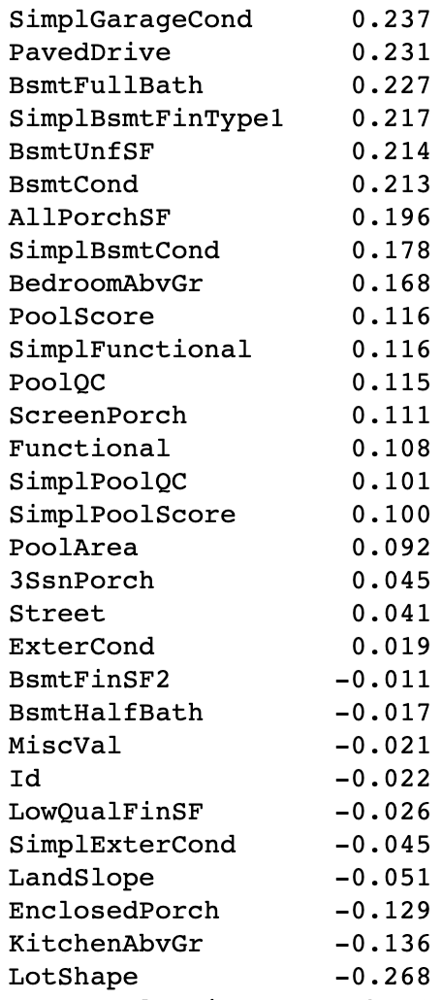 SimplGarageCond 0.237
PavedDrive 0.231
BsmtFullBath 0.227
SimplBsmtFinType1 0.217
BsmtUnfSF 0.214
BsmtCond 0.213
AllPorchSF 0.196
SimplBsmtCond 0.178
BedroomAbvGr 0.168
PoolScore 0.116
SimplFunctional 0.116
PoolQC 0.115
ScreenPorch 0.111
Functional 0.108
SimplPoolQC 0.101
SimplPoolScore 0.100
PoolArea 0.092
3SsnPorch 0.045
Street 0.041
ExterCond 0.019
BsmtFinSF2 -0.011
BsmtHalfBath -0.017
MiscVal -0.021
Id -0.022
LowQualFinSF -0.026
SimplExterCond -0.045
LandSlope -0.051
EnclosedPorch -0.129
KitchenAbvGr -0.136
LotShape -0.268